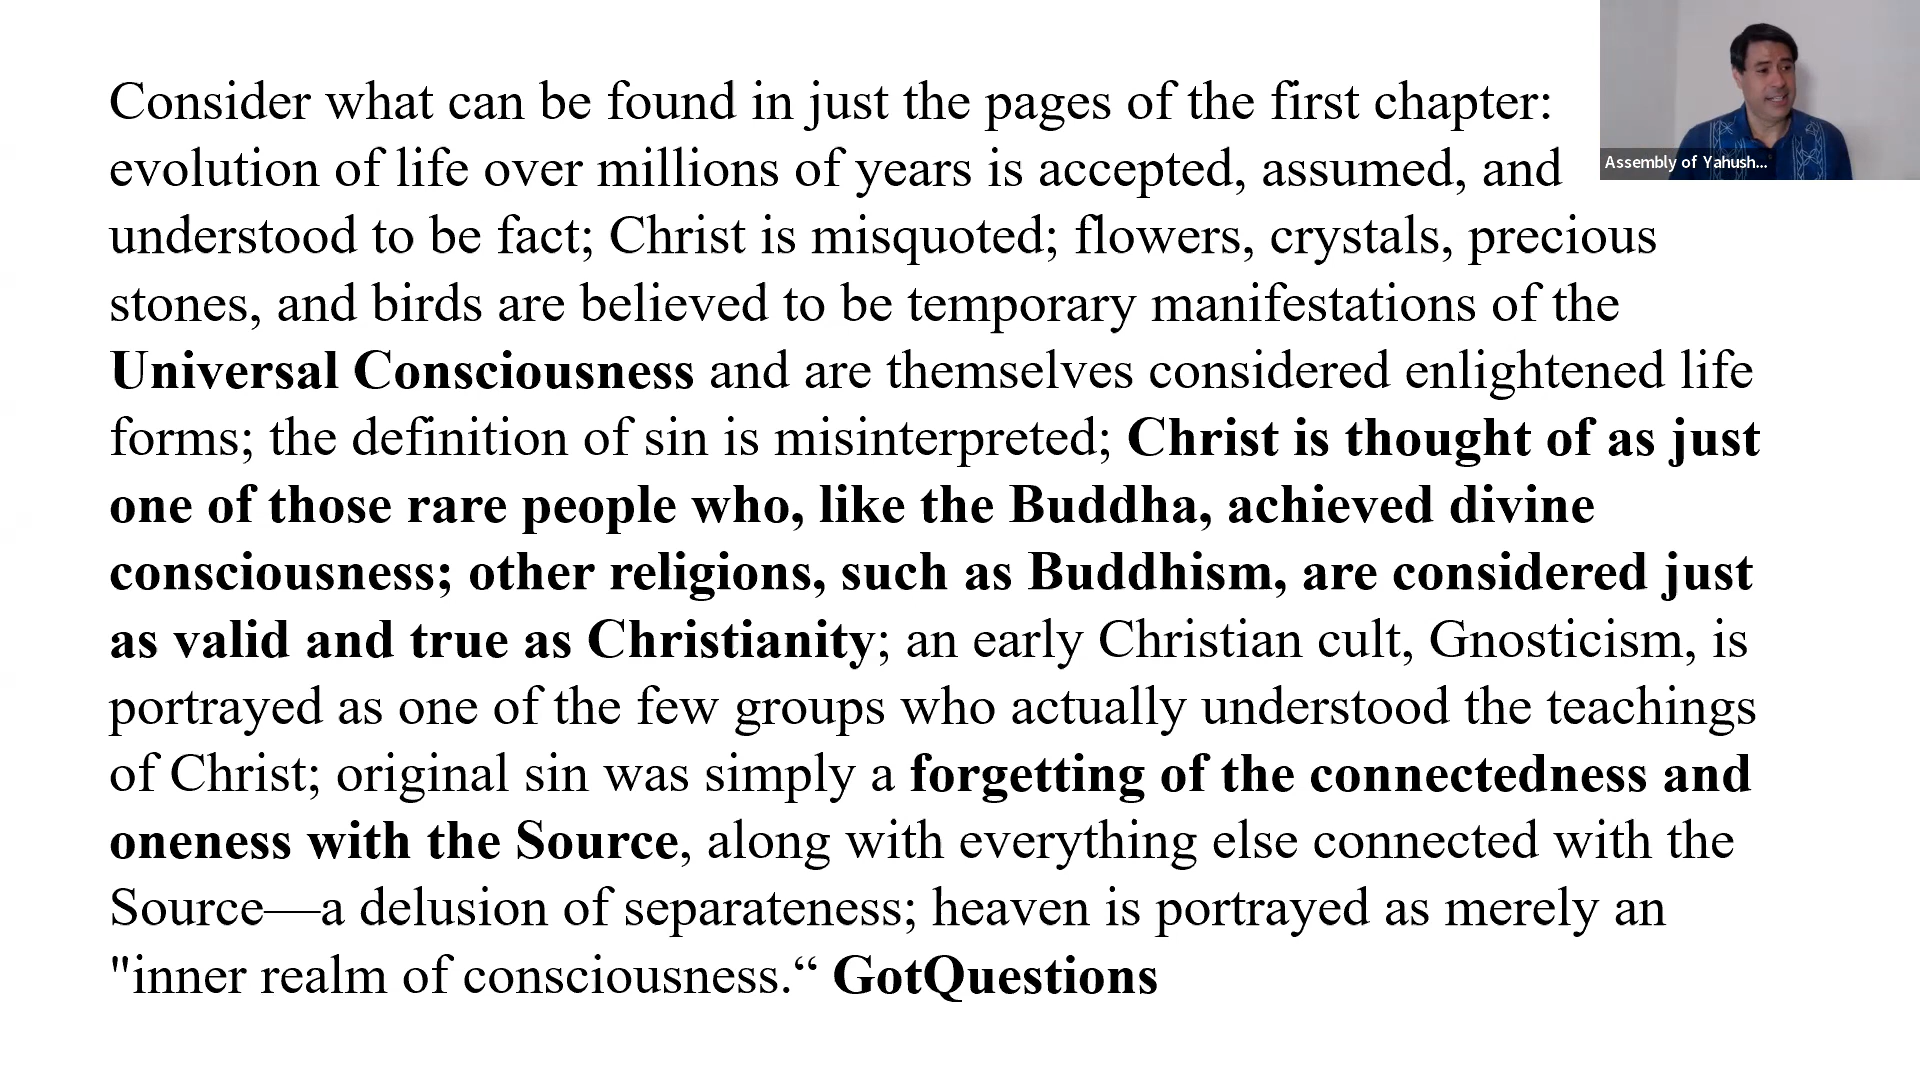 Consider what can be found in just the pages of the first chapter:
evolution of life over millions of years is accepted, assumed, and
understood to be fact; Christ is misquoted; flowers, crystals, precious
stones, and birds are believed to be temporary manifestations of the
Universal Consciousness and are themselves considered enlightened life
forms; the definition of sin is misinterpreted; Christ is thought of as just
one of those rare people who, like the Buddha, achieved divine
consciousness; other religions, such as Buddhism, are considered just
as valid and true as Christianity; an early Christian cult, Gnosticism, is
portrayed as one of the few groups who actually understood the teachings
of Christ; original sin was simply a forgetting of the connectedness and
oneness with the Source, along with everything else connected with the
Source—a delusion of separateness; heaven is portrayed as merely an
"inner realm of consciousness.“ GotQuestions
Assembly of Yahush...